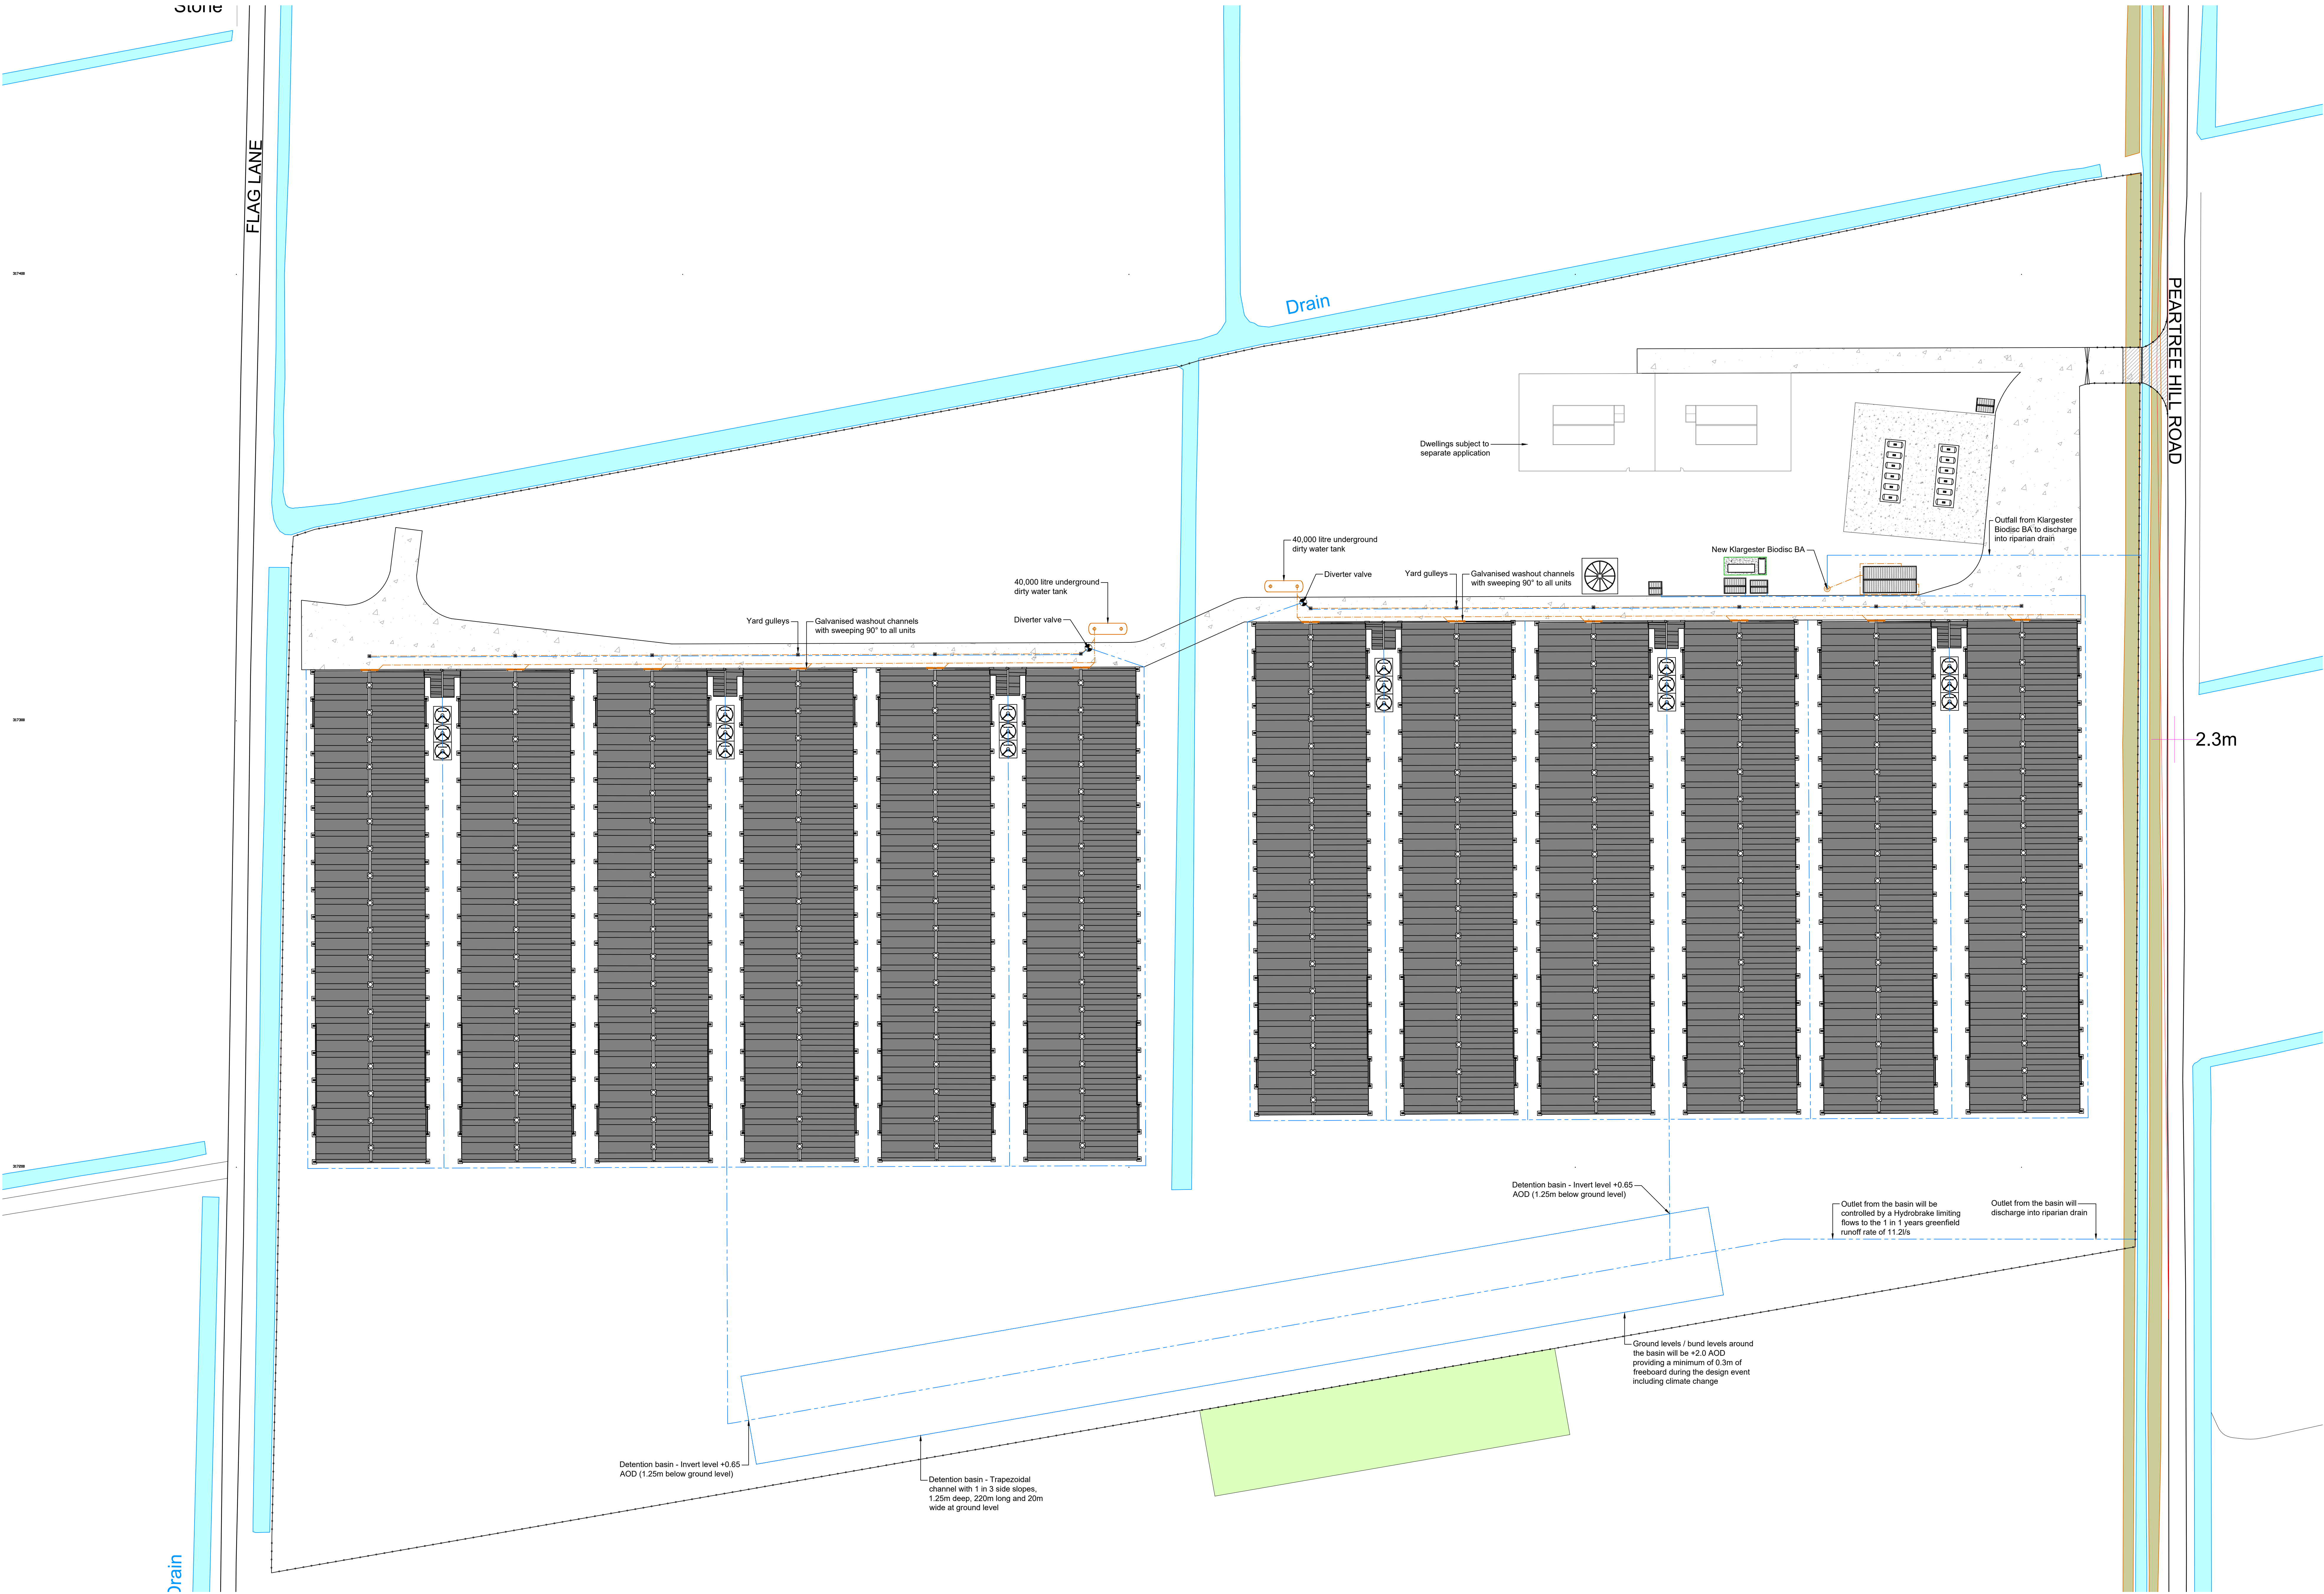 Stone
FLAG LANE
Drain
PEARTREE HILL ROAD
Dwellings subject to
separate application
Outfall from Klargester
Biodisc BA to discharge
into riparian drain
40,000 litre underground
dirty water tank
Diverter valve
Yard gulleys
Galvanised washout channels
with sweeping 90° to all units
New Klargester Biodisc BA
40,000 litre underground
dirty water tank
Diverter valve
Yard gulleys
Galvanised washout channels
with sweeping 90° to all units
2.3m
Detention basin - Invert level +0.65
AOD (1.25m below ground level)
Outlet from the basin will be
controlled by a Hydrobrake limiting
flows to the 1 in 1 years greenfield
runoff rate of 11.2l/s
Outlet from the basin will
discharge into riparian drain
Ground levels / bund levels around
the basin will be +2.0 AOD
providing a minimum of 0.3m of
freeboard during the design event
including climate change
Detention basin - Invert level +0.65
AOD (1.25m below ground level)
Detention basin - Trapezoidal
channel with 1 in 3 side slopes,
1.25m deep, 220m long and 20m
wide at ground level
Drain